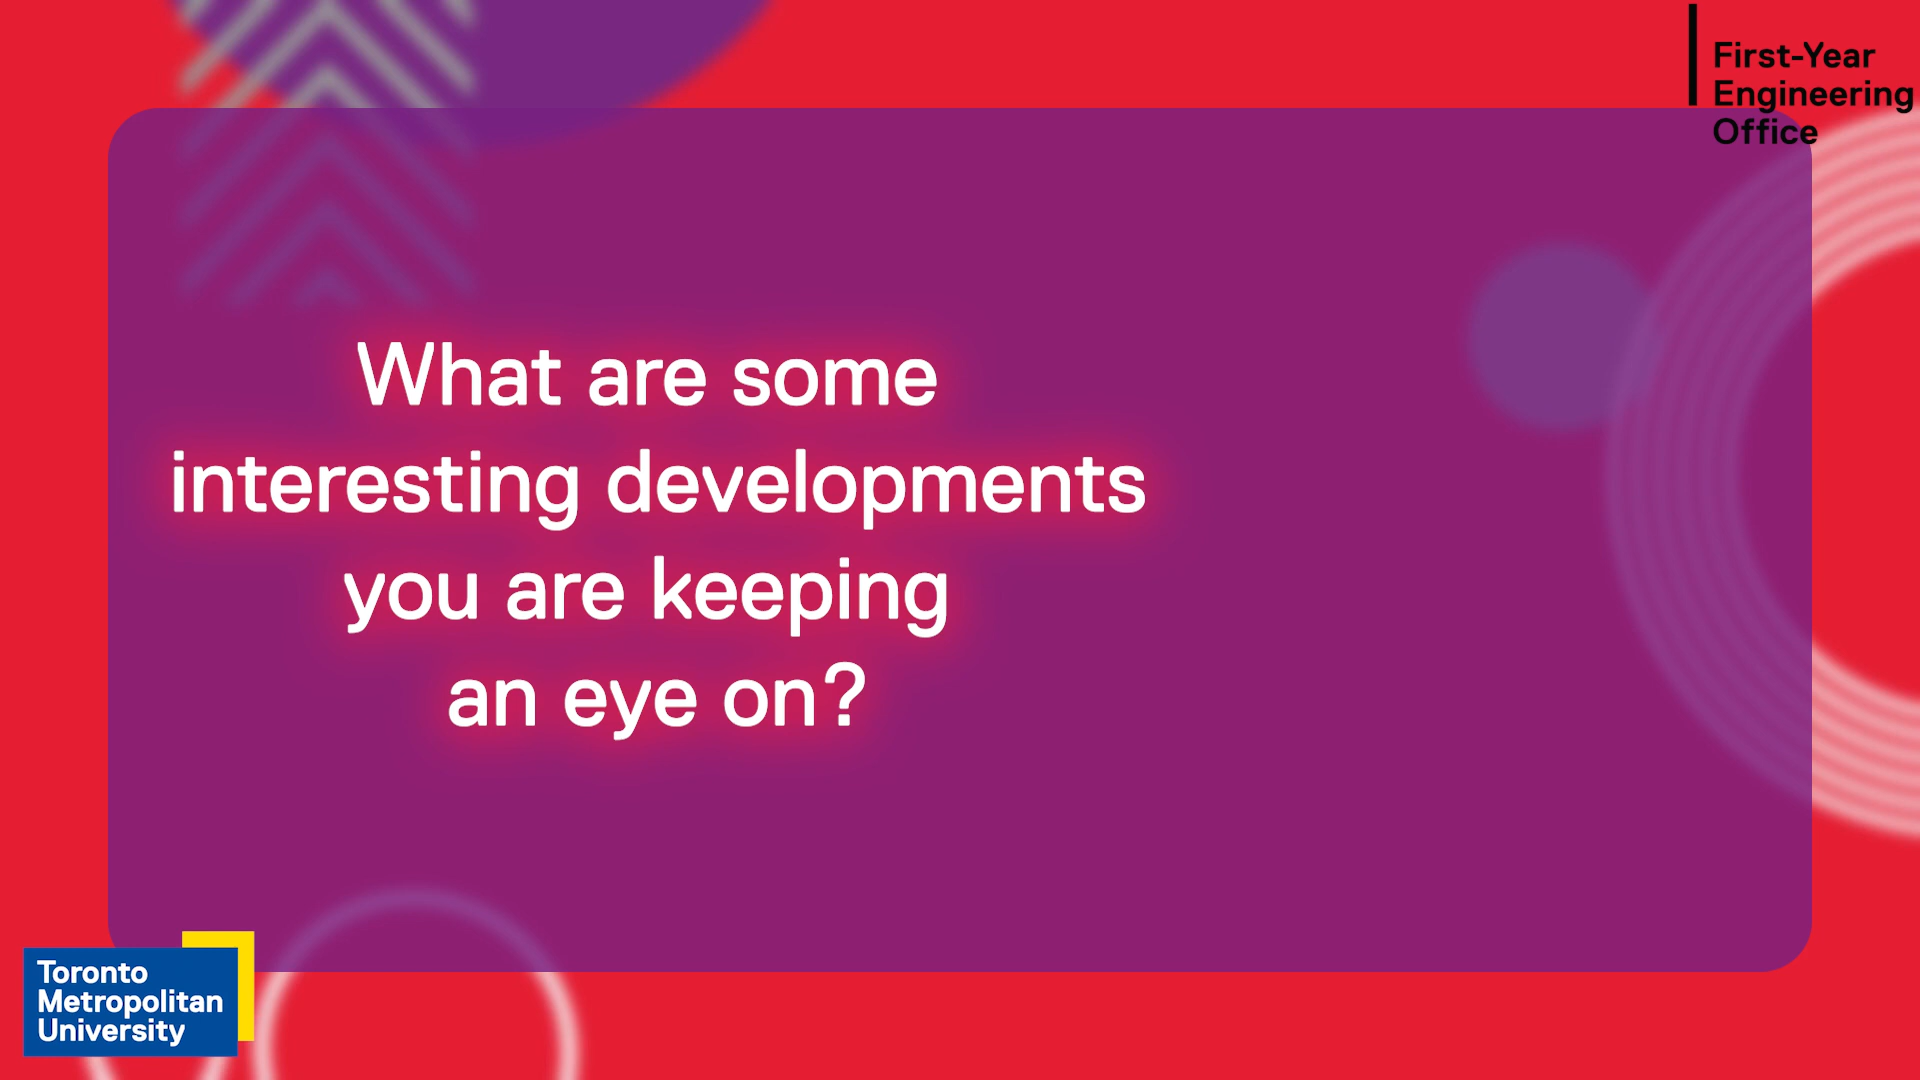 First-Year
Engineering
Office
What are some
interesting developments
you are keeping
an eye on?
Toronto
Metropolitan
University